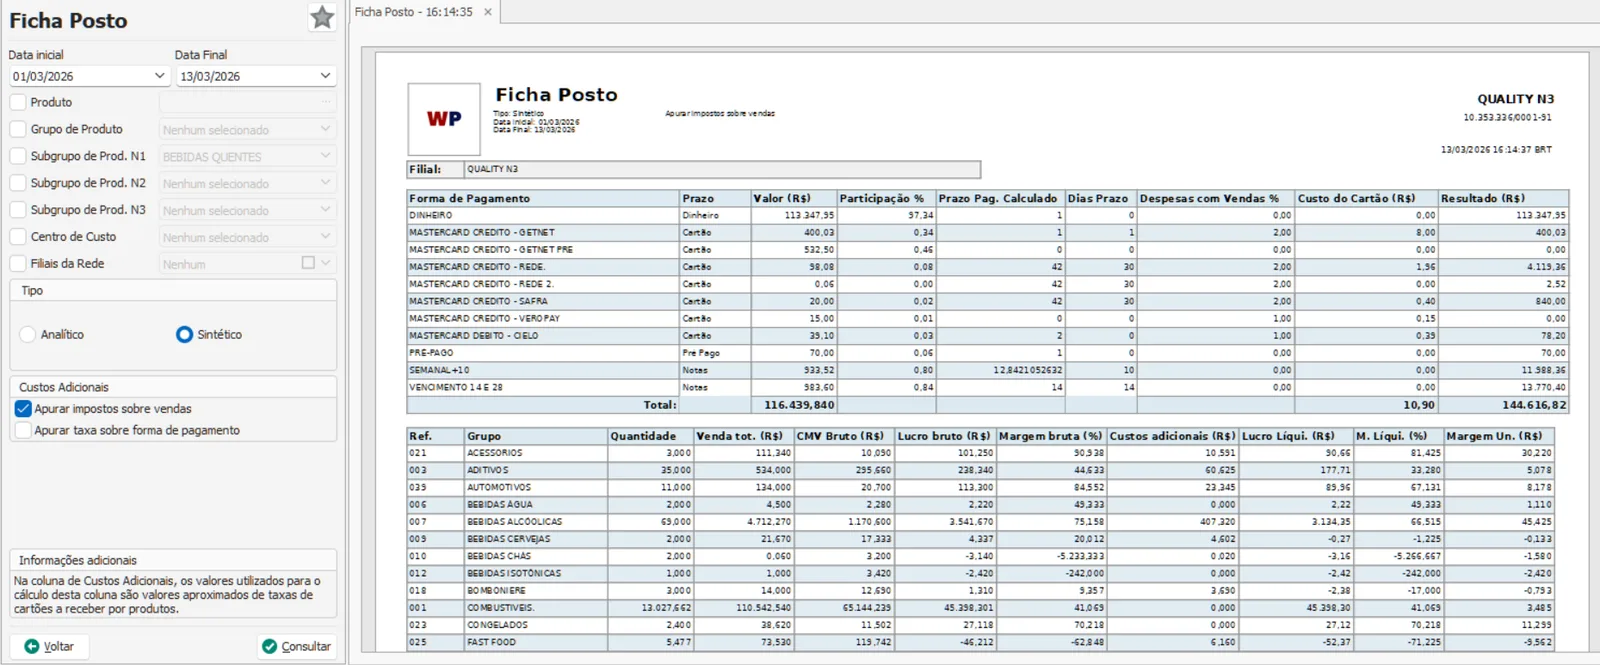 Ficha Posto
Data inicial Data Final
01/03/2026 13/03/2026
Produto ...
Grupo de Produto Nenhum selecionado
Subgrupo de Prod. N1 BEBIDAS QUENTES
Subgrupo de Prod. N2 Nenhum selecionado
Subgrupo de Prod. N3 Nenhum selecionado
Centro de Custo Nenhum selecionado
Filiais da Rede Nenhum
Tipo
Analítico Sintético
Custos Adicionais
Apurar impostos sobre vendas
Apurar taxa sobre forma de pagamento
Informações adicionais
Na coluna de Custos Adicionais, os valores utilizados para o
cálculo desta coluna são valores aproximados de taxas de
cartões a receber por produtos.
Voltar Consultar
Ficha Posto - 16:14:35 ×
WP
Ficha Posto
Tipo: Sintético
Data Inicial: 01/03/2026
Data Final: 13/03/2026
Apurar impostos sobre vendas
QUALITY N3
10.353.336/0001-91
13/03/2026 16:14:37 BRT
Filial: QUALITY N3
Forma de Pagamento Prazo Valor (R$) Participação % Prazo Pag. Calculado Dias Prazo Despesas com Vendas % Custo do Cartão (R$) Resultado (R$)
DINHEIRO Dinheiro 113.347,95 97,34 1 0 0,00 0,00 113.347,95
MASTERCARD CREDITO - GETNET Cartão 400,03 0,34 1 1 2,00 8,00 400,03
MASTERCARD CREDITO - GETNET PRE Cartão 532,50 0,46 0 0 0,00 0,00 0,00
MASTERCARD CREDITO - REDE. Cartão 98,08 0,08 42 30 2,00 1,96 4.119,36
MASTERCARD CREDITO - REDE 2. Cartão 0,06 0,00 42 30 2,00 0,00 2,52
MASTERCARD CREDITO - SAFRA Cartão 20,00 0,02 42 30 2,00 0,40 840,00
MASTERCARD CREDITO - VEROPAY Cartão 15,00 0,01 0 0 1,00 0,15 0,00
MASTERCARD DEBITO - CIELO Cartão 39,10 0,03 2 0 1,00 0,39 78,20
PRÉ-PAGO Pré Pago 70,00 0,06 1 0 0,00 0,00 70,00
SEMANAL+10 Notas 933,52 0,80 12,8421052632 10 0,00 0,00 11.988,36
VENCIMENTO 14 E 28 Notas 983,60 0,84 14 14 0,00 0,00 13.770,40
Total: 116.439,840 10,90 144.616,82
Ref. Grupo Quantidade Venda tot. (R$) CMV Bruto (R$) Lucro bruto (R$) Margem bruta (%) Custos adicionais (R$) Lucro Líqui. (R$) M. Líqui. (%) Margem Un. (R$)
021 ACESSORIOS 3,000 111,340 10,090 101,250 90,938 10,591 90,66 81,425 30,220
003 ADITIVOS 35,000 534,000 295,660 238,340 44,633 60,625 177,71 33,280 5,078
039 AUTOMOTIVOS 11,000 134,000 20,700 113,300 84,552 23,345 89,96 67,131 8,178
006 BEBIDAS ÁGUA 2,000 4,500 2,280 2,220 49,333 0,000 2,22 49,333 1,110
007 BEBIDAS ALCÓOLICAS 69,000 4.712,270 1.170,600 3.541,670 75,158 407,320 3.134,35 66,515 45,425
009 BEBIDAS CERVEJAS 2,000 21,670 17,333 4,337 20,012 4,602 -0,27 -1,225 -0,133
010 BEBIDAS CHÁS 2,000 0,060 3,200 -3,140 -5.233,333 0,020 -3,16 -5.266,667 -1,580
012 BEBIDAS ISOTÔNICAS 1,000 1,000 3,420 -2,420 -242,000 0,000 -2,42 -242,000 -2,420
018 BOMBONIERE 3,000 14,000 12,690 1,310 9,357 3,690 -2,38 -17,000 -0,793
001 COMBUSTIVEIS. 13.027,662 110.542,540 65.144,239 45.398,301 41,069 0,000 45.398,30 41,069 3,485
023 CONGELADOS 2,400 38,620 11,502 27,118 70,218 0,000 27,12 70,218 11,299
025 FAST FOOD 5,477 73,530 119,742 -46,212 -62,848 6,160 -52,37 -71,225 -9,562